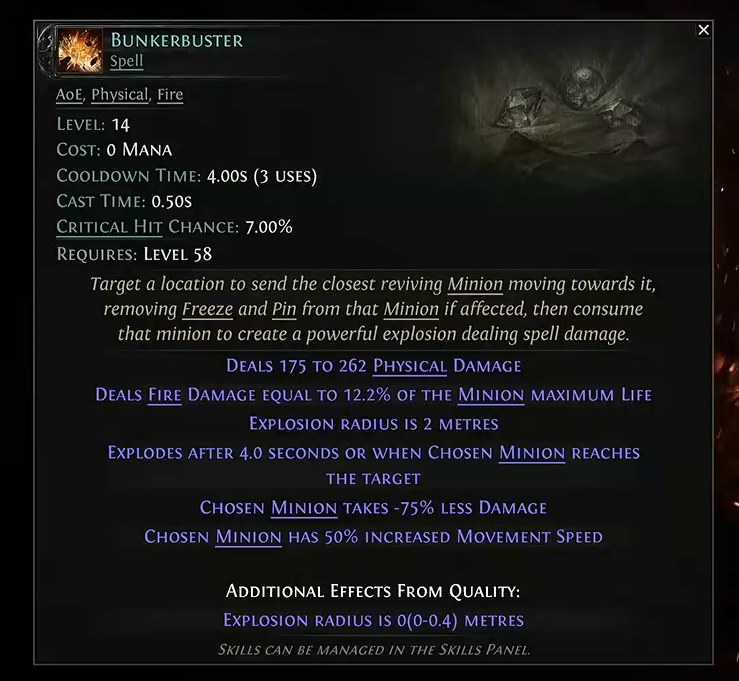 Bunkerbuster
Spell
AoE, Physical, Fire
Level: 14
Cost: 0 Mana
Cooldown Time: 4.00s (3 uses)
Cast Time: 0.50s
Critical Hit Chance: 7.00%
Requires: Level 58
Target a location to send the closest reviving Minion moving towards it,
removing Freeze and Pin from that Minion if affected, then consume
that minion to create a powerful explosion dealing spell damage.
Deals 175 to 262 Physical Damage
Deals Fire Damage equal to 12.2% of the Minion maximum Life
Explosion radius is 2 metres
Explodes after 4.0 seconds or when Chosen Minion reaches
the target
Chosen Minion takes -75% less Damage
Chosen Minion has 50% increased Movement Speed
Additional Effects From Quality:
Explosion radius is 0(0-0.4) metres
Skills can be managed in the Skills Panel.